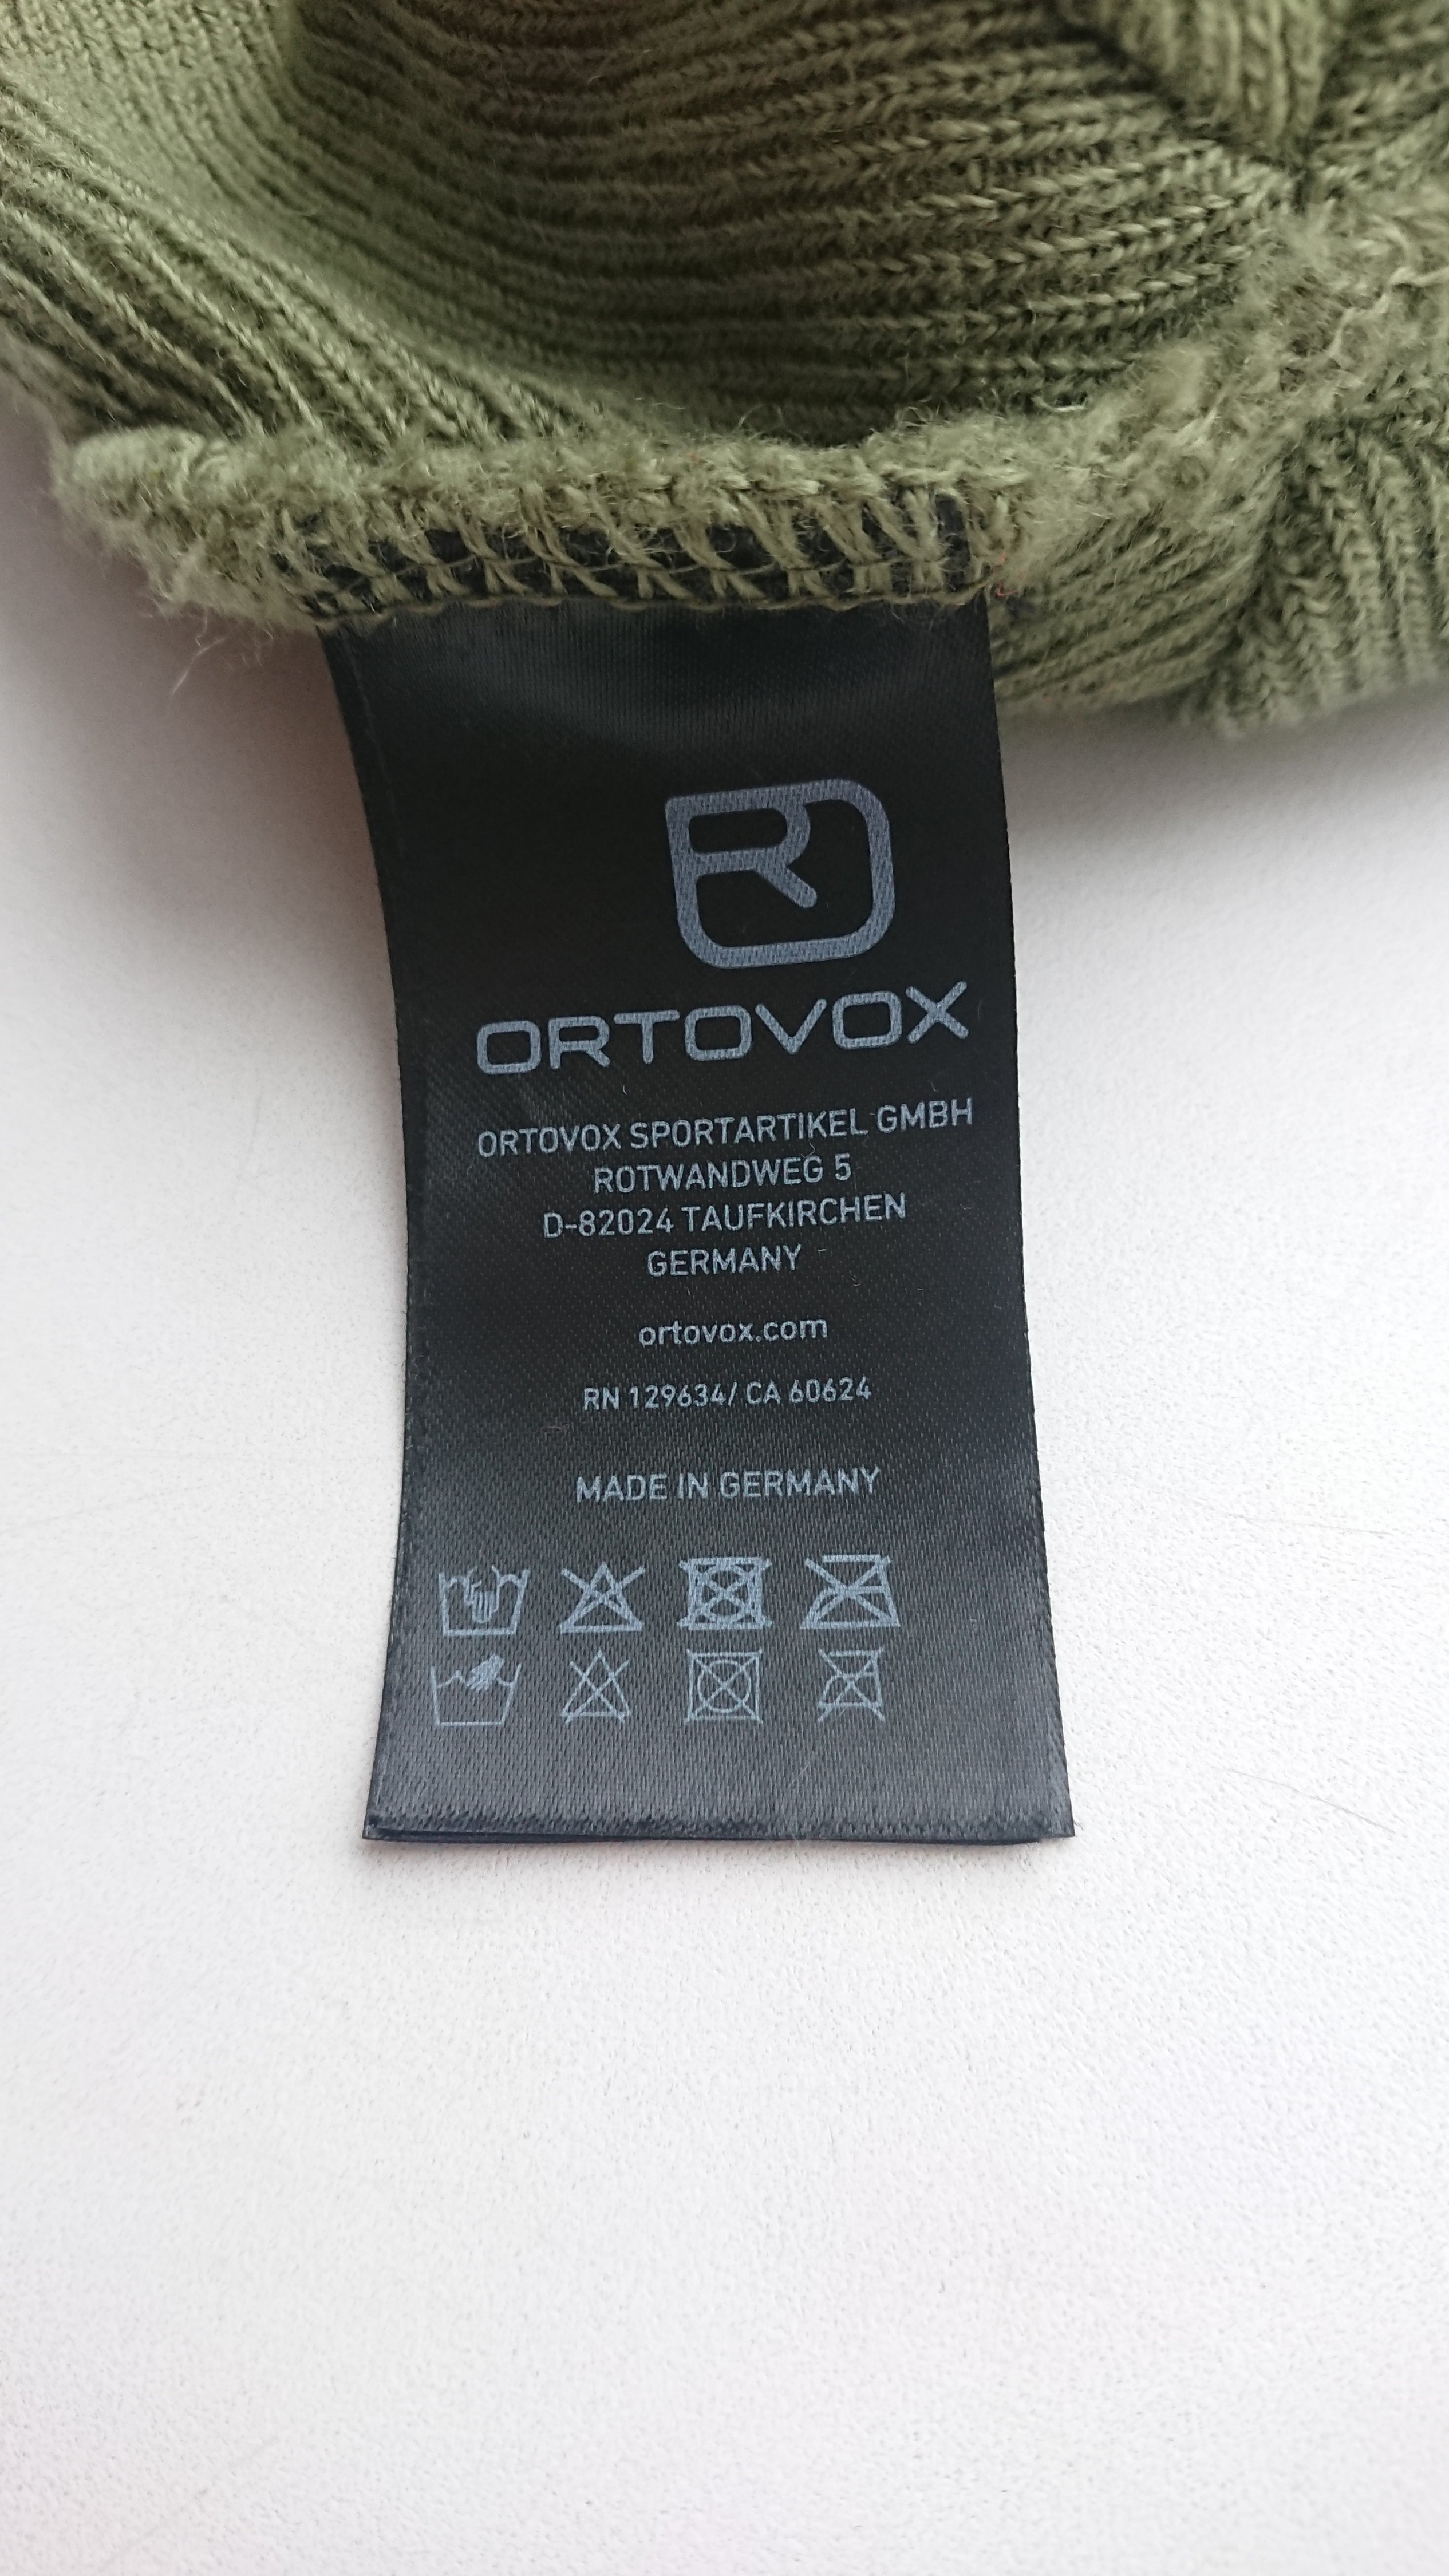 ORTOVOX
ORTOVOX SPORTARTIKEL GMBH
ROTWANDWEG 5
D-82024 TAUFKIRCHEN
GERMANY
ortovox.com
RN 129634/ CA 60624
MADE IN GERMANY